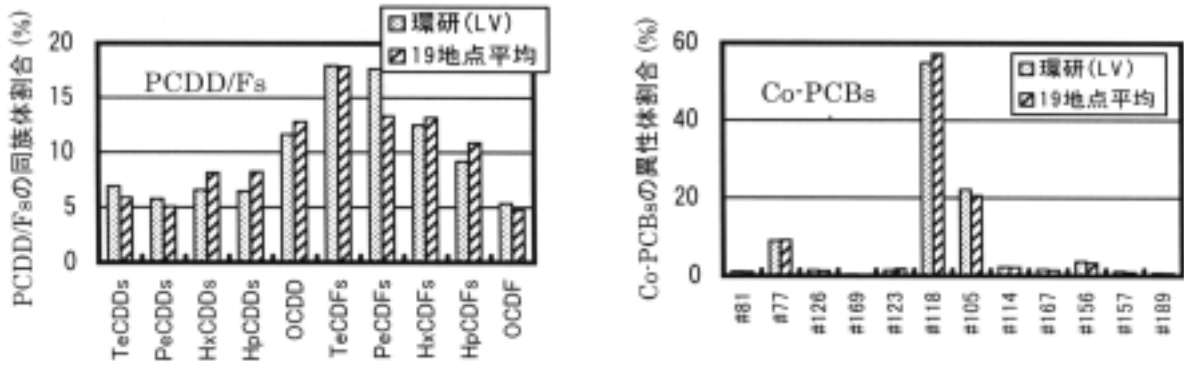 PCDD/Fsの同族体割合 (%)
20
15
10
5
0
PCDD/Fs
環研(LV)
19地点平均
TeCDDs
PeCDDs
HxCDDs
HpCDDs
OCDD
TeCDFs
PeCDFs
HxCDFs
HpCDFs
OCDF
Co-PCBsの異性体割合 (%)
60
40
20
0
Co-PCBs
環研(LV)
19地点平均
#81
#77
#126
#169
#123
#118
#105
#114
#167
#156
#157
#189